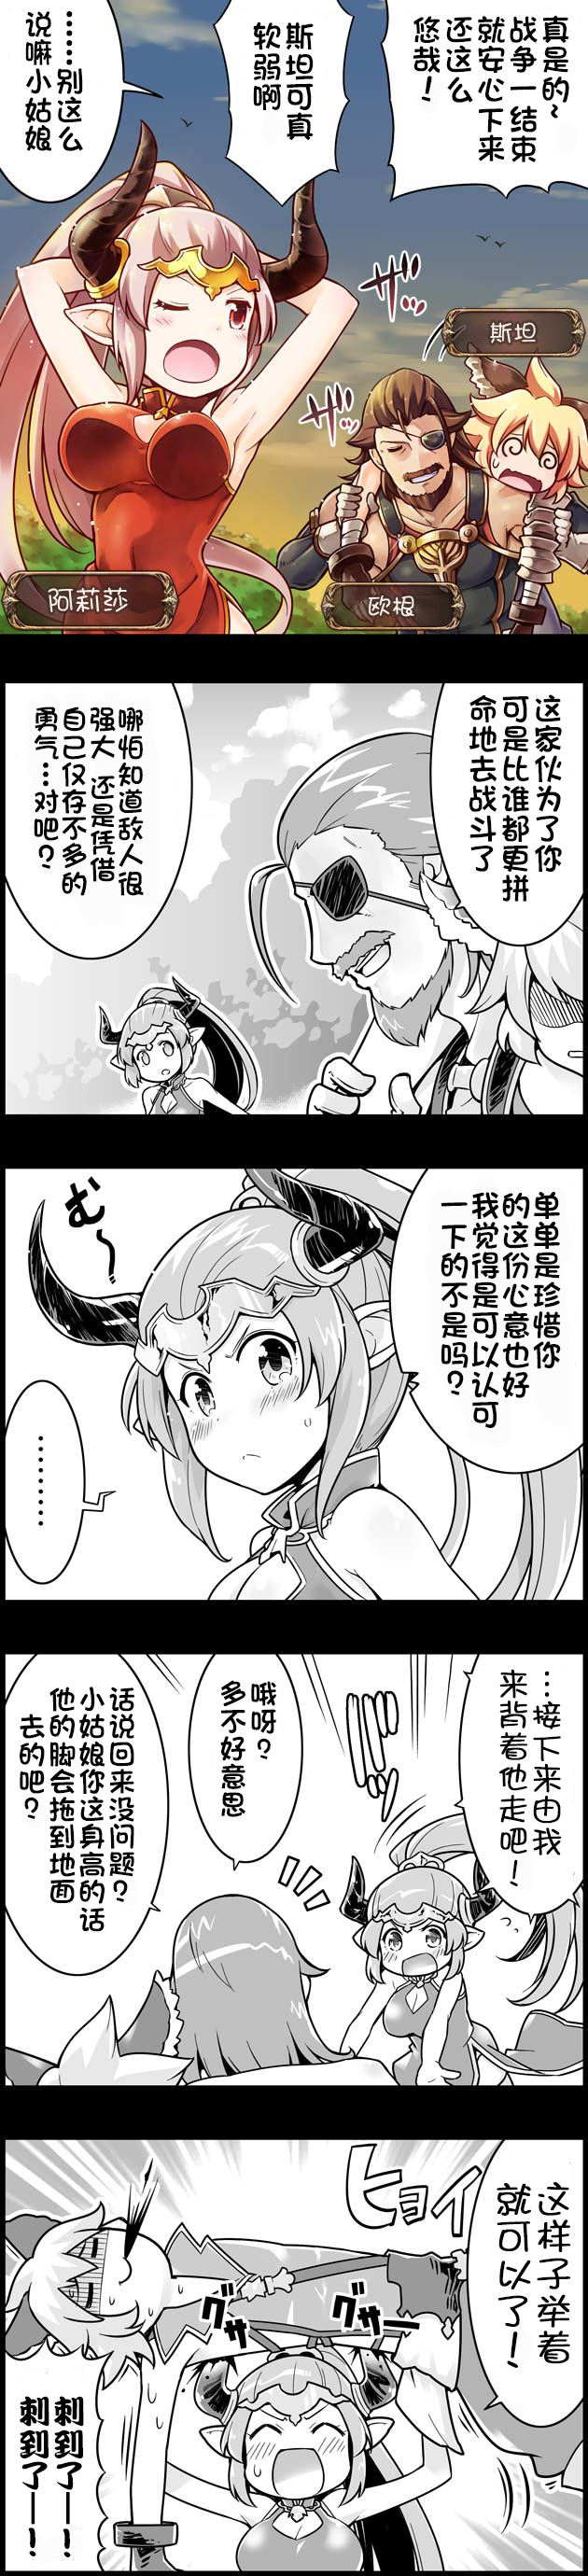 真是的~
战争一结束
就安心下来
还这么
悠哉！
斯坦可真
软弱啊
……别这么
说嘛小姑娘
ザッ
ザッ
斯坦
阿莉莎
欧根
这家伙为了你
可是比谁都更拼
命地去战斗了
哪怕知道敌人很
强大 还是凭借
自己仅存不多的
勇气…对吧？
单单是珍惜你
的这份心意也好
我觉得是可以认可
一下的不是吗？
む～
………
…接下来由我
来背着他走吧！
哦呀？
多不好意思
话说回来没问题？
小姑娘你这身高的话
他的脚会拖到地面
去的吧？
这样子举着
就可以了！
ヒョイ
グサー
グサ
刺到了——！
刺到了——！